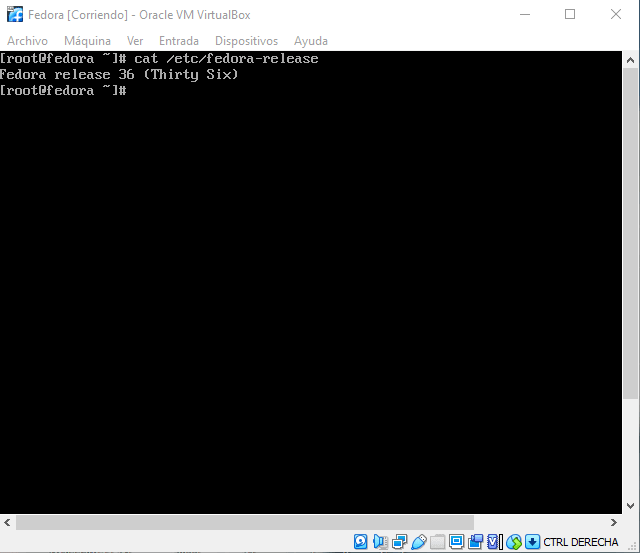 Fedora [Corriendo] - Oracle VM VirtualBox
Archivo Máquina Ver Entrada Dispositivos Ayuda
[root@fedora ~]# cat /etc/fedora-release
Fedora release 36 (Thirty Six)
[root@fedora ~]#
CTRL DERECHA